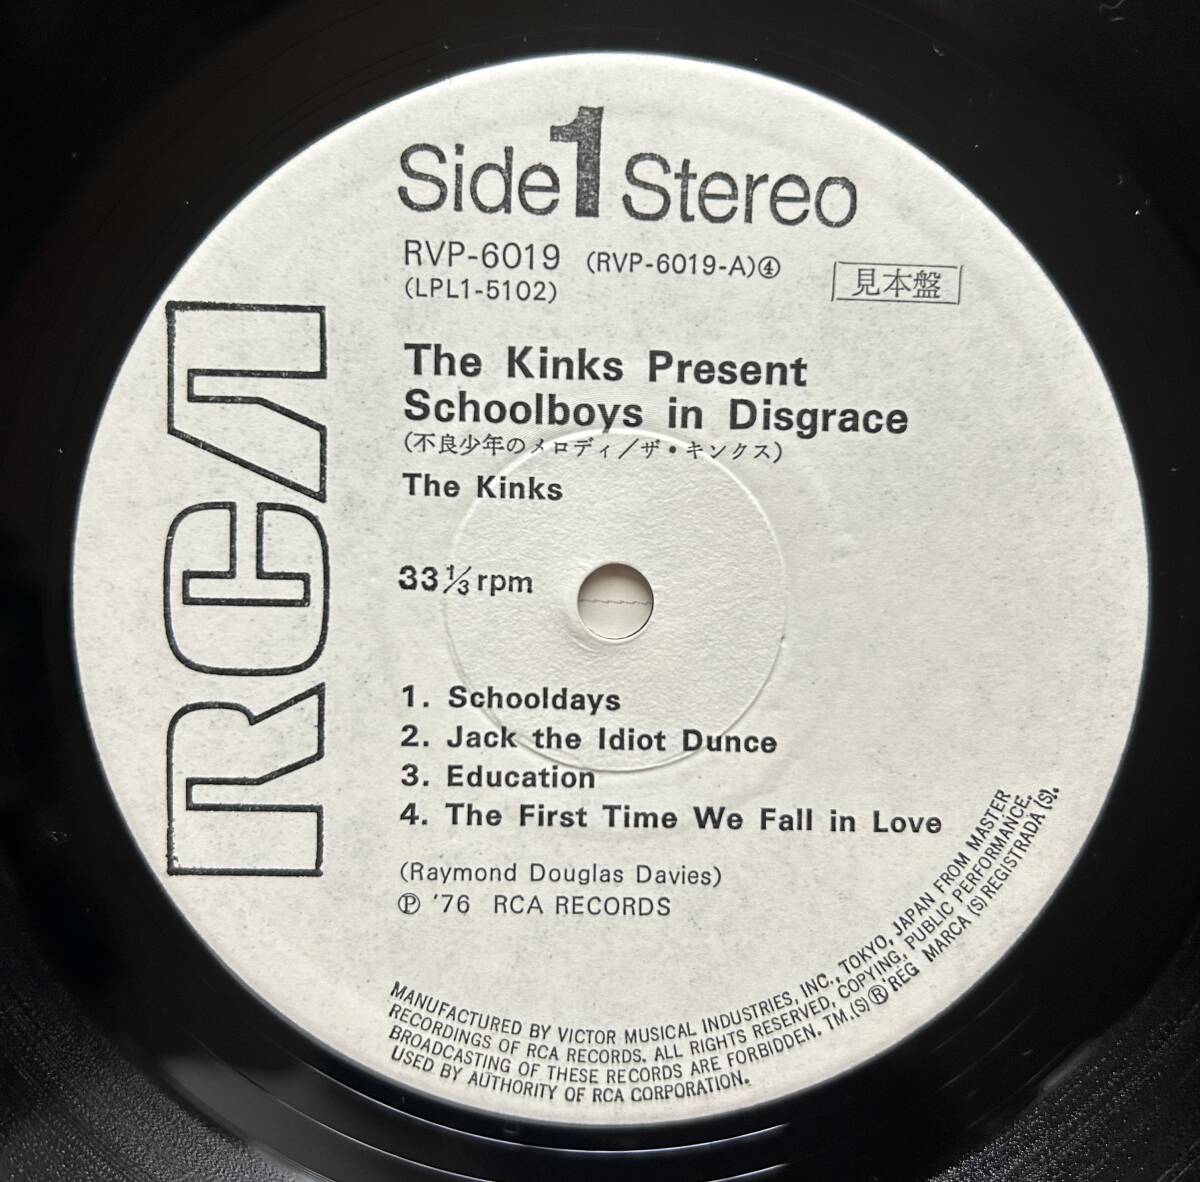 Side 1 Stereo
RVP-6019 (RVP-6019-A)④
(LPL1-5102)
見本盤
RCA
The Kinks Present
Schoolboys in Disgrace
(不良少年のメロディ/ザ・キンクス)
The Kinks
33 1/3 rpm
1. Schooldays
2. Jack the Idiot Dunce
3. Education
4. The First Time We Fall in Love
(Raymond Douglas Davies)
Ⓟ '76 RCA RECORDS
MANUFACTURED BY VICTOR MUSICAL INDUSTRIES, INC., TOKYO, JAPAN FROM MASTER
RECORDINGS OF RCA RECORDS. ALL RIGHTS RESERVED, COPYING, PUBLIC PERFORMANCE,
BROADCASTING OF THESE RECORDS ARE FORBIDDEN. TM.(S)® REG MARCA (S) REGISTRADA (S).
USED BY AUTHORITY OF RCA CORPORATION.